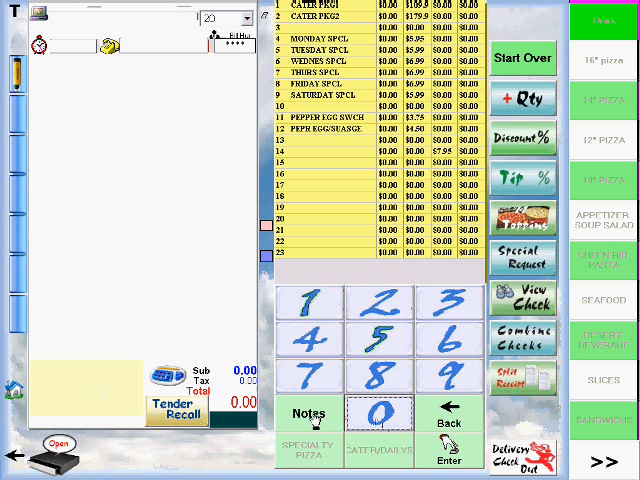 T
20
Bill Hur
****
1 CATER PKG1 $0.00 $109.9 $0.00 $0.00
2 CATER PKG2 $0.00 $179.9 $0.00 $0.00
3 $0.00 $0.00 $0.00 $0.00
4 MONDAY SPCL $0.00 $5.95 $0.00 $0.00
5 TUESDAY SPCL $0.00 $5.99 $0.00 $0.00
6 WEDNES SPCL $0.00 $6.99 $0.00 $0.00
7 THURS SPCL $0.00 $6.99 $0.00 $0.00
8 FRIDAY SPCL $0.00 $6.99 $0.00 $0.00
9 SATURDAY SPCL $0.00 $5.99 $0.00 $0.00
10 $0.00 $0.00 $0.00 $0.00
11 PEPPER EGG SWCH $0.00 $3.75 $0.00 $0.00
12 PEPR EGG/SUASGE $0.00 $4.50 $0.00 $0.00
13 $0.00 $0.00 $0.00 $0.00
14 $0.00 $0.00 $7.95 $0.00
15 $0.00 $0.00 $0.00 $0.00
16 $0.00 $0.00 $0.00 $0.00
17 $0.00 $0.00 $0.00 $0.00
18 $0.00 $0.00 $0.00 $0.00
19 $0.00 $0.00 $0.00 $0.00
20 $0.00 $0.00 $0.00 $0.00
21 $0.00 $0.00 $0.00 $0.00
22 $0.00 $0.00 $0.00 $0.00
23 $0.00 $0.00 $0.00 $0.00
Sub 0.00
Tax 0.00
Total 0.00
Tender
Recall
Open
1 2 3
4 5 6
7 8 9
Notes 0 Back
SPECIALTY
PIZZA
CATER/DAILYS
Enter
Start Over
+ Qty
Discount %
Tip %
Toppins
Special
Request
View
Check
Combine
Checks
Split
Receipt
Delivery
Check
Out
Drink
16" pizza
14" PIZZA
12" PIZZA
10" PIZZA
APPETIZER
SOUP SALAD
PASTA
SEAFOOD
DESERT
BEVERAGE
SLICES
SANDWICHS
>>